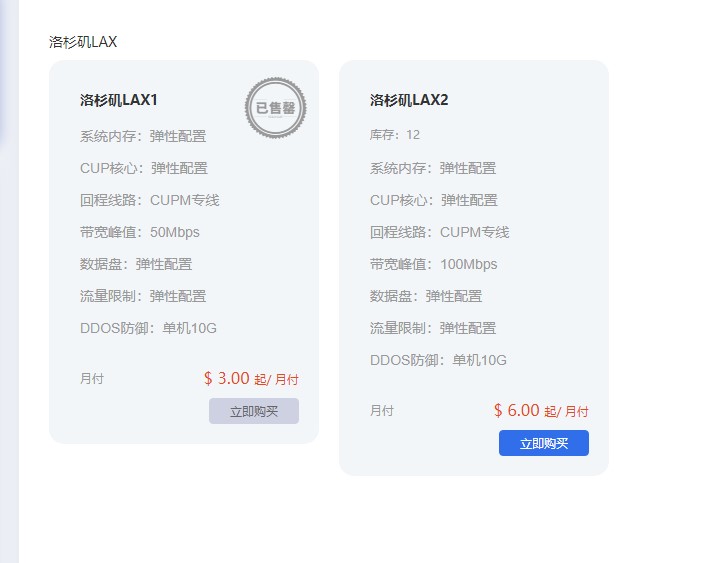 洛杉矶LAX
洛杉矶LAX1
已售罄
系统内存：弹性配置
CUP核心：弹性配置
回程线路：CUPM专线
带宽峰值：50Mbps
数据盘：弹性配置
流量限制：弹性配置
DDOS防御：单机10G
月付
$ 3.00 起/ 月付
立即购买
洛杉矶LAX2
库存：12
系统内存：弹性配置
CUP核心：弹性配置
回程线路：CUPM专线
带宽峰值：100Mbps
数据盘：弹性配置
流量限制：弹性配置
DDOS防御：单机10G
月付
$ 6.00 起/ 月付
立即购买